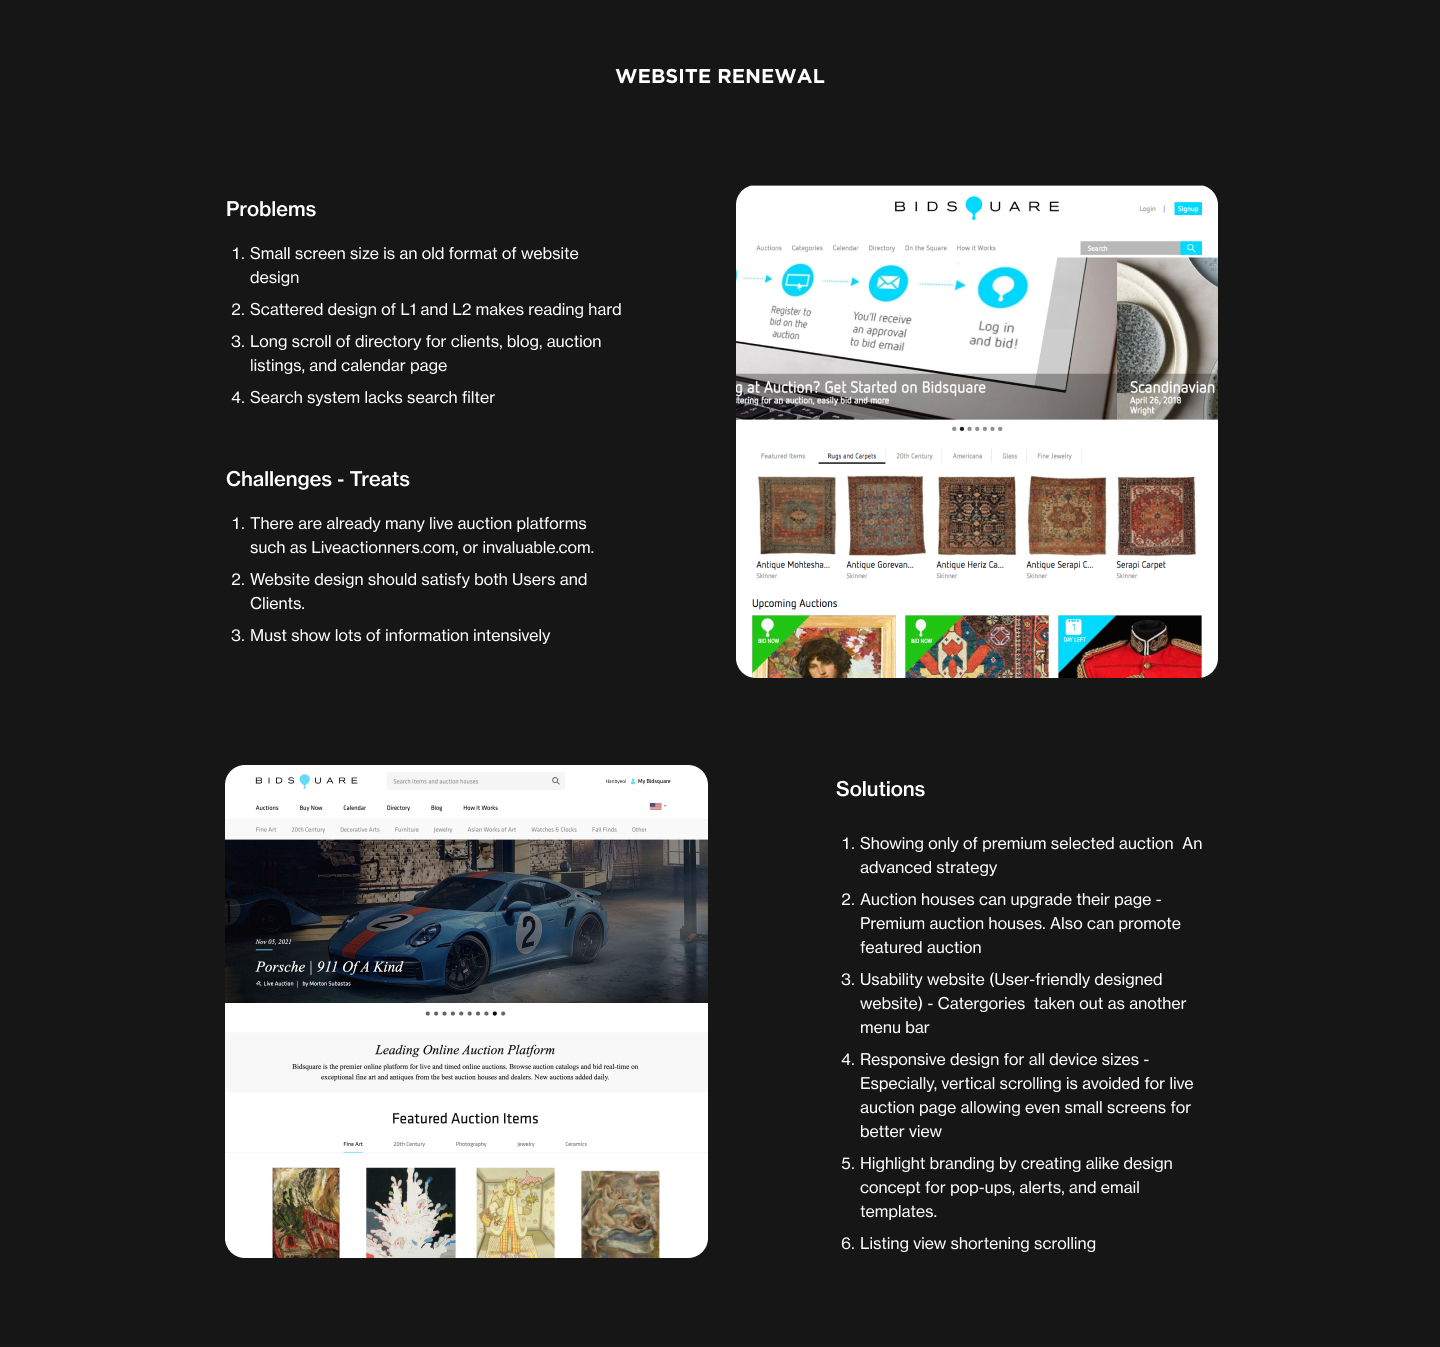 WEBSITE RENEWAL
Problems
1. Small screen size is an old format of website
design
2. Scattered design of L1 and L2 makes reading hard
3. Long scroll of directory for clients, blog, auction
listings, and calendar page
4. Search system lacks search filter
Challenges - Treats
1. There are already many live auction platforms
such as Liveactionners.com, or invaluable.com.
2. Website design should satisfy both Users and
Clients.
3. Must show lots of information intensively
BIDSQUARE
Login | Signup
Auctions Categories Calendar Directory On the Square How it Works
Search
Register to
bid on the
auction
You'll receive
an approval
to bid email
Log in
and bid!
g at Auction? Get Started on Bidsquare
stering for an auction, easily bid and more
Scandinavian
April 26, 2018
Wright
Featured Items Rugs and Carpets 20th Century Americana Glass Fine Jewelry
Antique Mohtesha... Antique Gorevan... Antique Heriz Ca... Antique Serapi C... Serapi Carpet
Skinner Skinner Skinner Skinner Skinner
Upcoming Auctions
BID NOW
BID NOW
1
DAY LEFT
BIDSQUARE
Search items and auction houses
Hanbyeol My Bidsquare
Auctions Buy Now Calendar Directory Blog How It Works
Fine Art 20th Century Decorative Arts Furniture Jewelry Asian Works of Art Watches & Clocks Fall Finds Other
2
2
Nov 05, 2021
Porsche | 911 Of A Kind
Live Auction | by Morton Subastas
Leading Online Auction Platform
Bidsquare is the premier online platform for live and timed online auctions. Browse auction catalogs and bid real-time on
exceptional fine art and antiques from the best auction houses and dealers. New auctions added daily.
Featured Auction Items
Fine Art 20th Century Photography Jewelry Ceramics
Solutions
1. Showing only of premium selected auction  An
advanced strategy
2. Auction houses can upgrade their page -
Premium auction houses. Also can promote
featured auction
3. Usability website (User-friendly designed
website) - Catergories  taken out as another
menu bar
4. Responsive design for all device sizes -
Especially, vertical scrolling is avoided for live
auction page allowing even small screens for
better view
5. Highlight branding by creating alike design
concept for pop-ups, alerts, and email
templates.
6. Listing view shortening scrolling